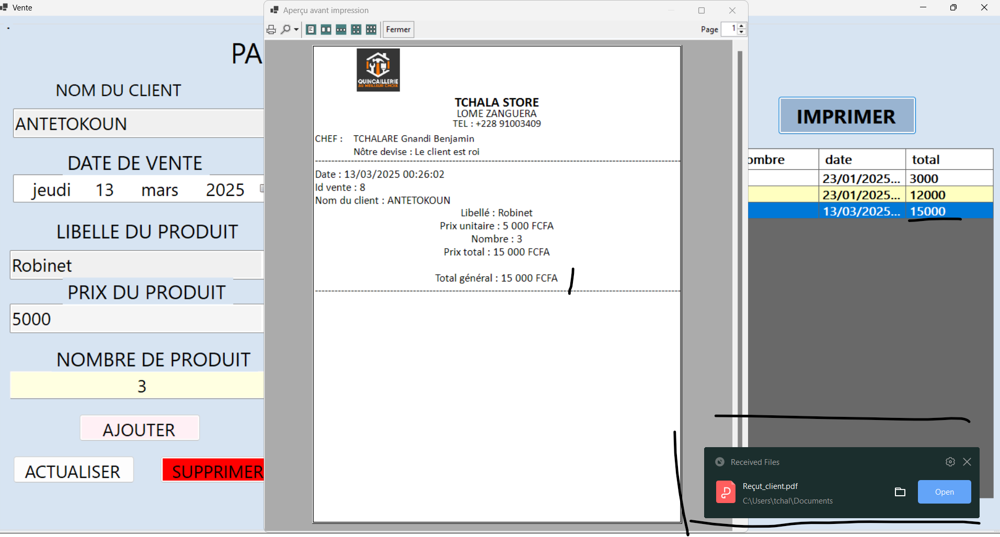 Vente
PA
NOM DU CLIENT
ANTETOKOUN
DATE DE VENTE
jeudi 13 mars 2025
LIBELLE DU PRODUIT
Robinet
PRIX DU PRODUIT
5000
NOMBRE DE PRODUIT
3
AJOUTER
ACTUALISER
SUPPRIMER
Aperçu avant impression
Fermer
Page 1
QUINCAILLERIE
AU MEILLEUR CHOIX
TCHALA STORE
LOME ZANGUERA
TEL : +228 91003409
CHEF : TCHALARE Gnandi Benjamin
Nôtre devise : Le client est roi
Date : 13/03/2025 00:26:02
Id vente : 8
Nom du client : ANTETOKOUN
Libellé : Robinet
Prix unitaire : 5 000 FCFA
Nombre : 3
Prix total : 15 000 FCFA
Total général : 15 000 FCFA
IMPRIMER
ombre date total
23/01/2025... 3000
23/01/2025... 12000
13/03/2025... 15000
Received Files
Reçut_client.pdf
Open
C:\Users\tchal\Documents